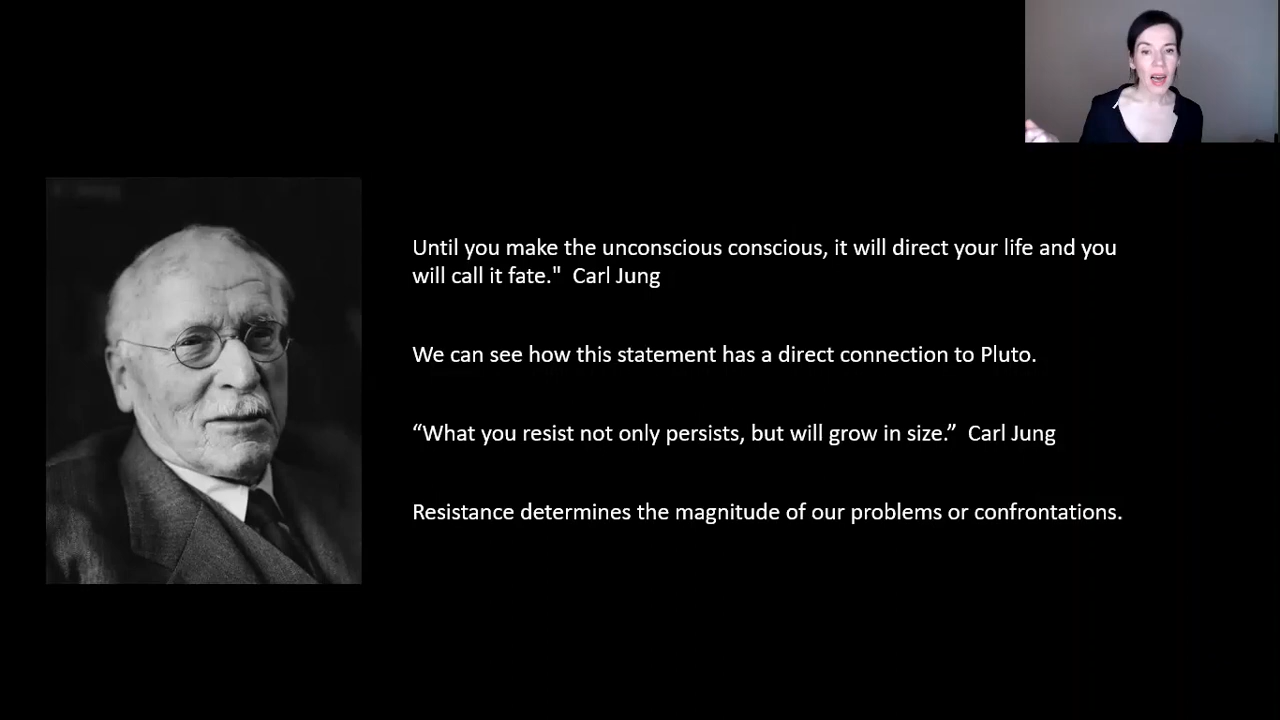 Until you make the unconscious conscious, it will direct your life and you
will call it fate."  Carl Jung
We can see how this statement has a direct connection to Pluto.
“What you resist not only persists, but will grow in size.”  Carl Jung
Resistance determines the magnitude of our problems or confrontations.